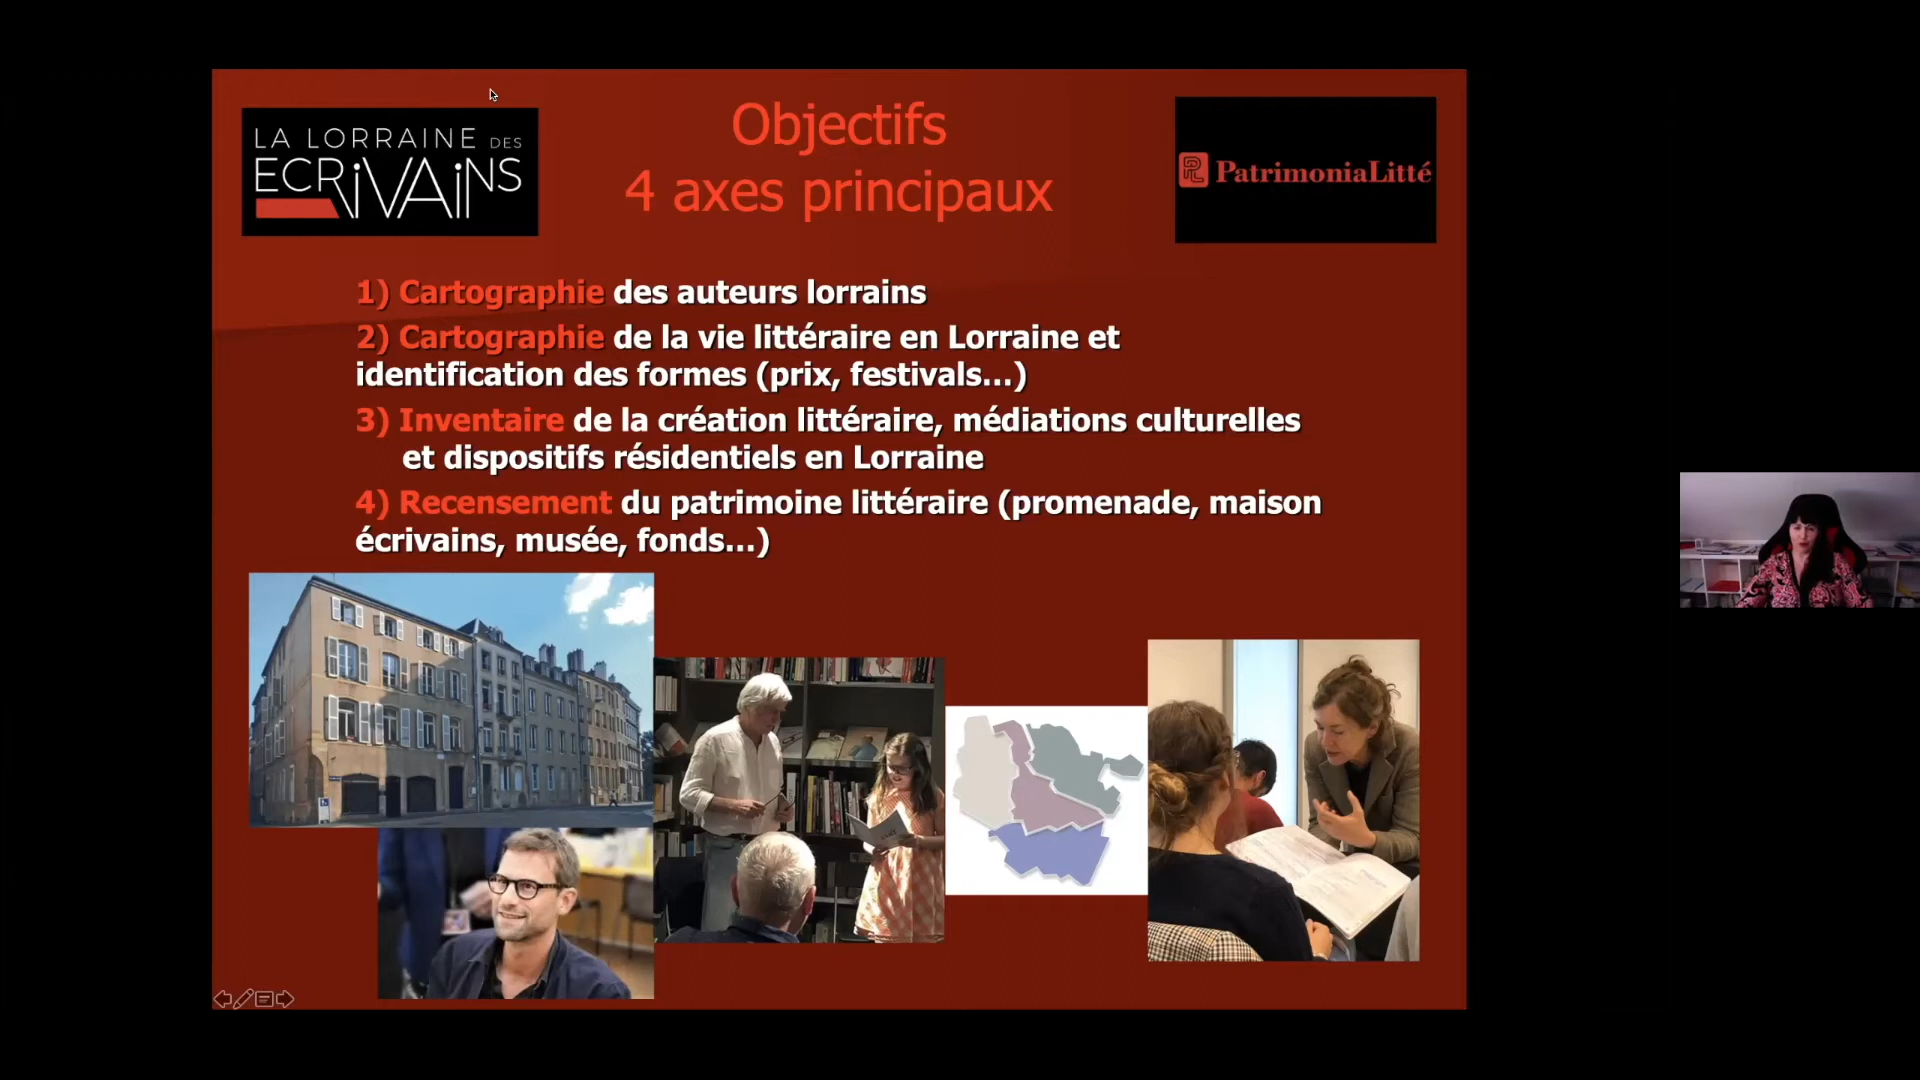 LA LORRAINE DES
ECRIVAINS
Objectifs
4 axes principaux
PatrimoniaLitté
1) Cartographie des auteurs lorrains
2) Cartographie de la vie littéraire en Lorraine et
identification des formes (prix, festivals...)
3) Inventaire de la création littéraire, médiations culturelles
et dispositifs résidentiels en Lorraine
4) Recensement du patrimoine littéraire (promenade, maison
écrivains, musée, fonds...)